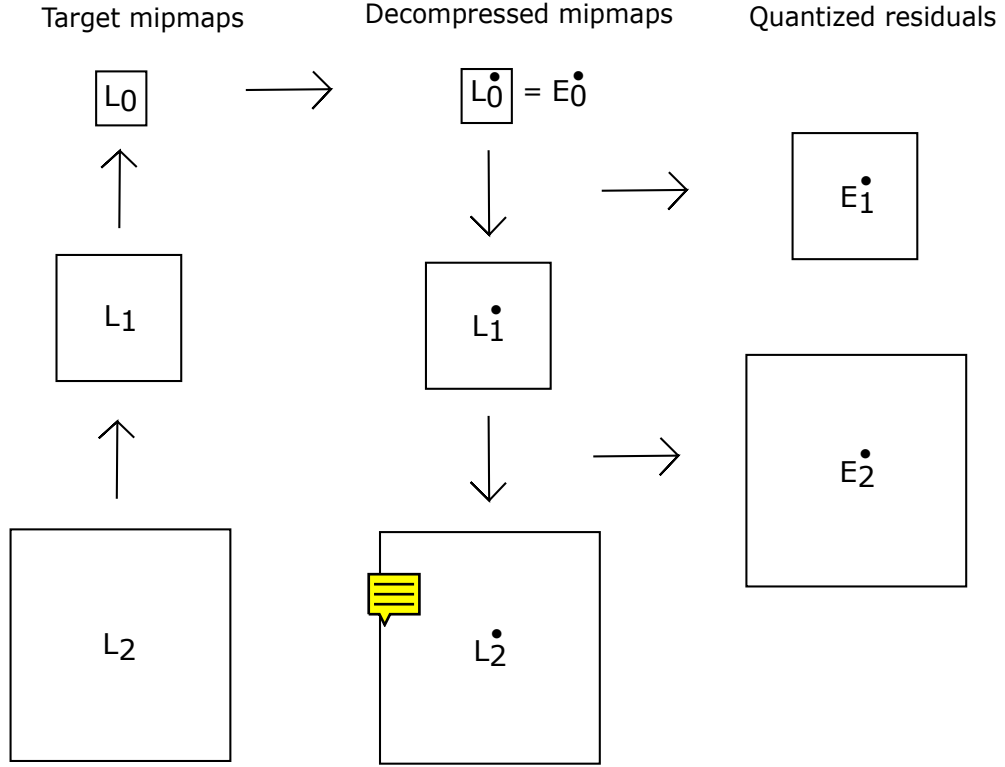 Target mipmaps
Decompressed mipmaps
Quantized residuals
L0
L0• = E0•
E1•
L1
L1•
E2•
L2
L2•